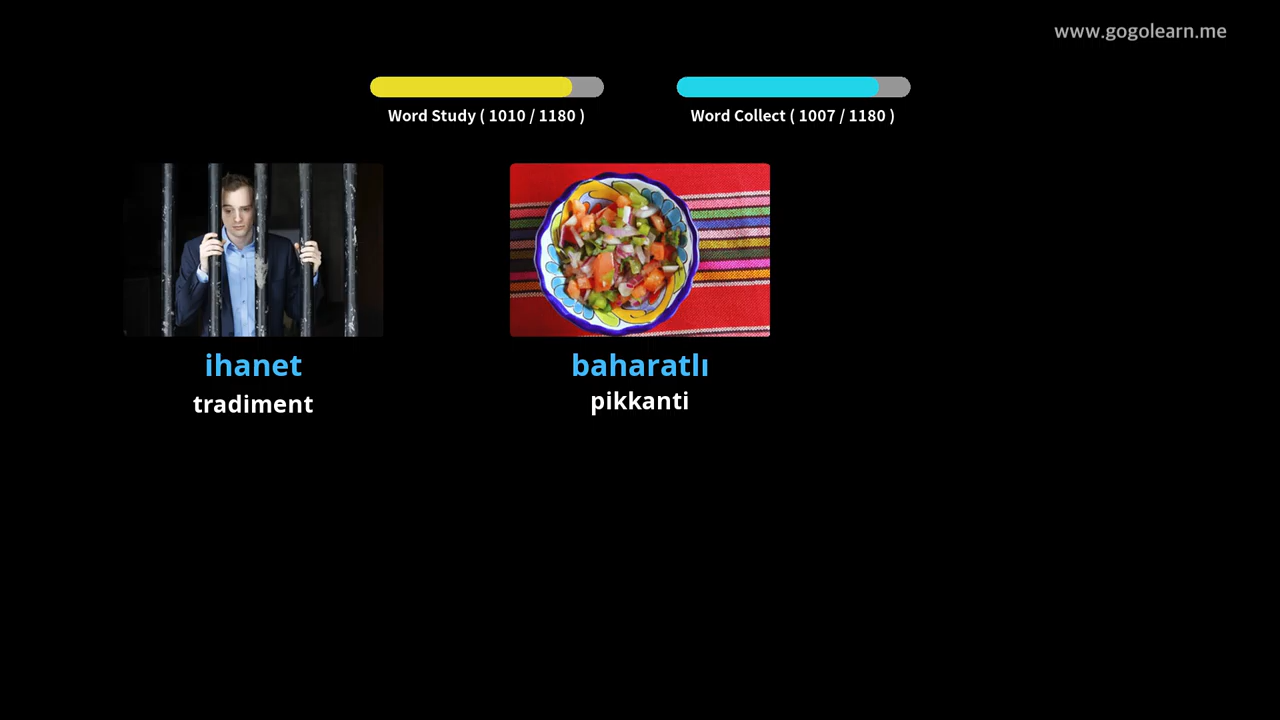 www.gogolearn.me
Word Study ( 1010 / 1180 )
Word Collect ( 1007 / 1180 )
ihanet
tradiment
baharatlı
pikkanti